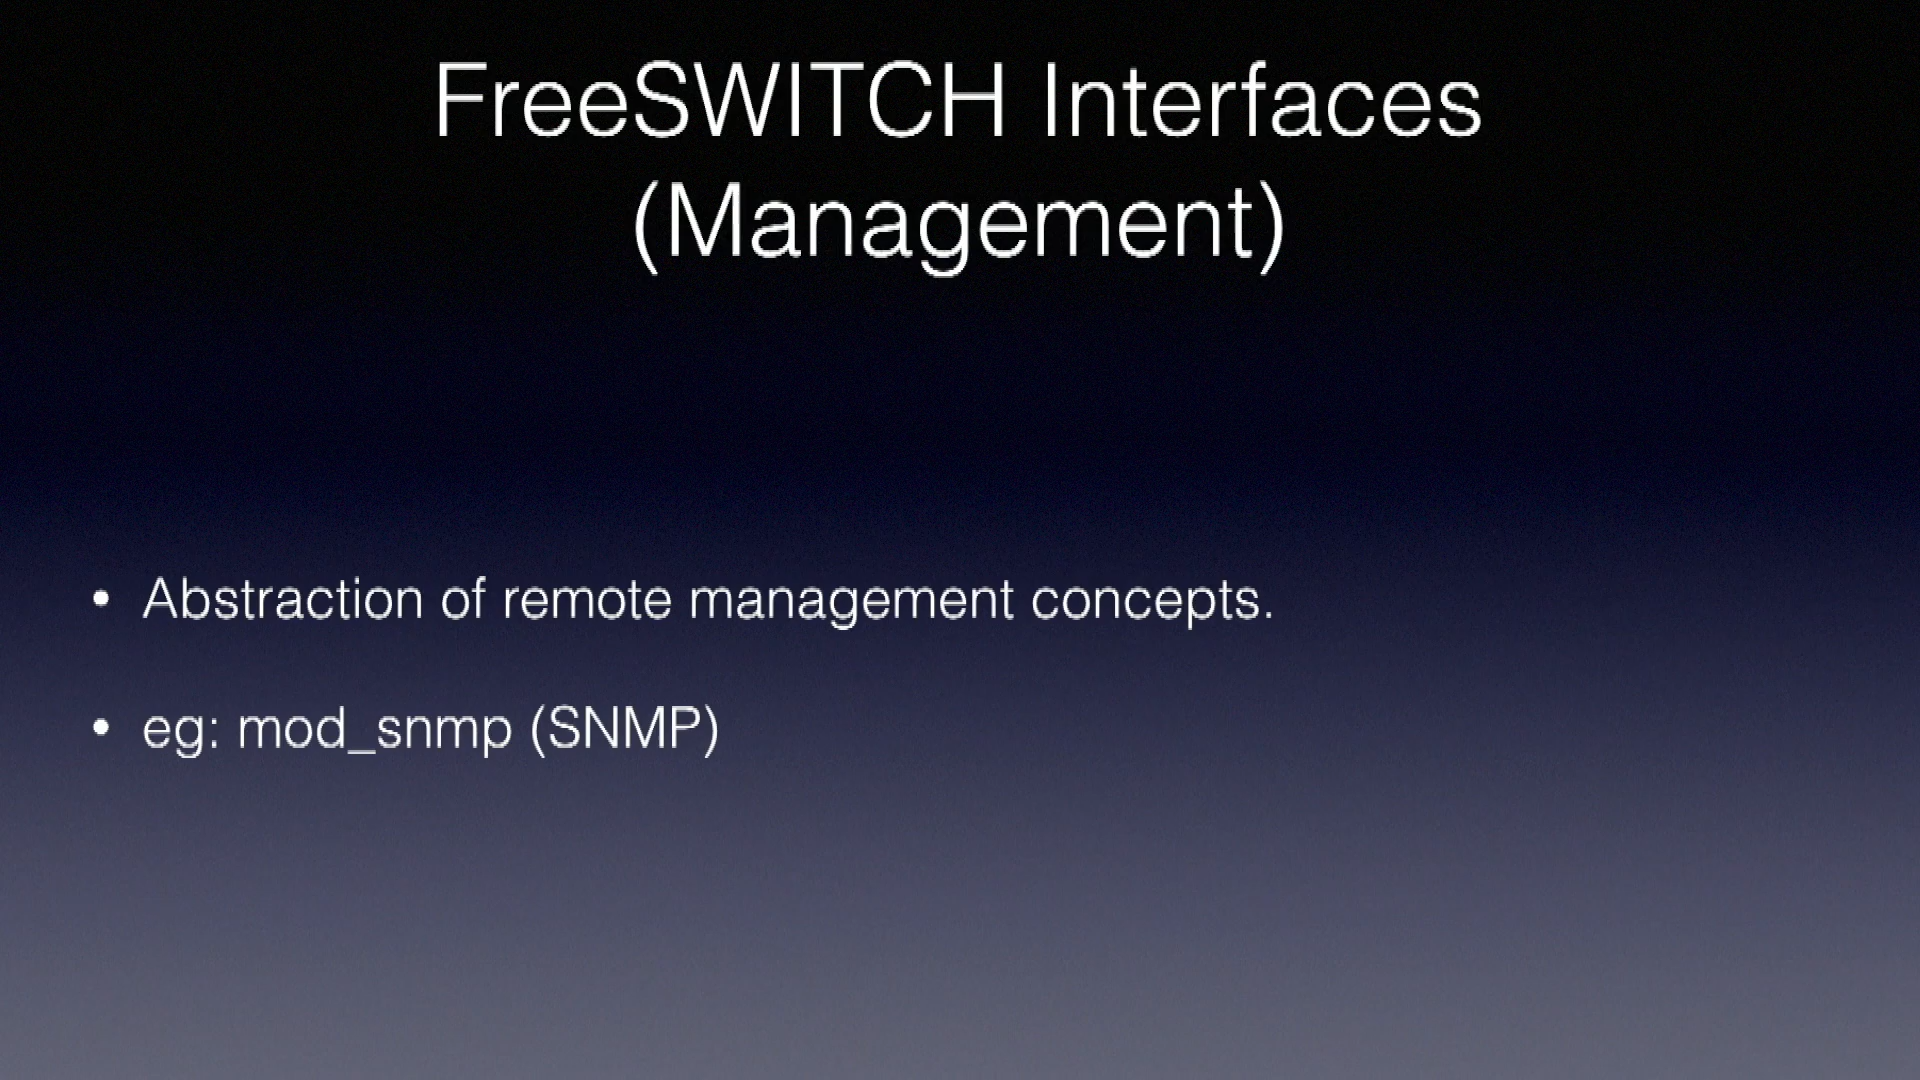 FreeSWITCH Interfaces
(Management)
• Abstraction of remote management concepts.
• eg: mod_snmp (SNMP)